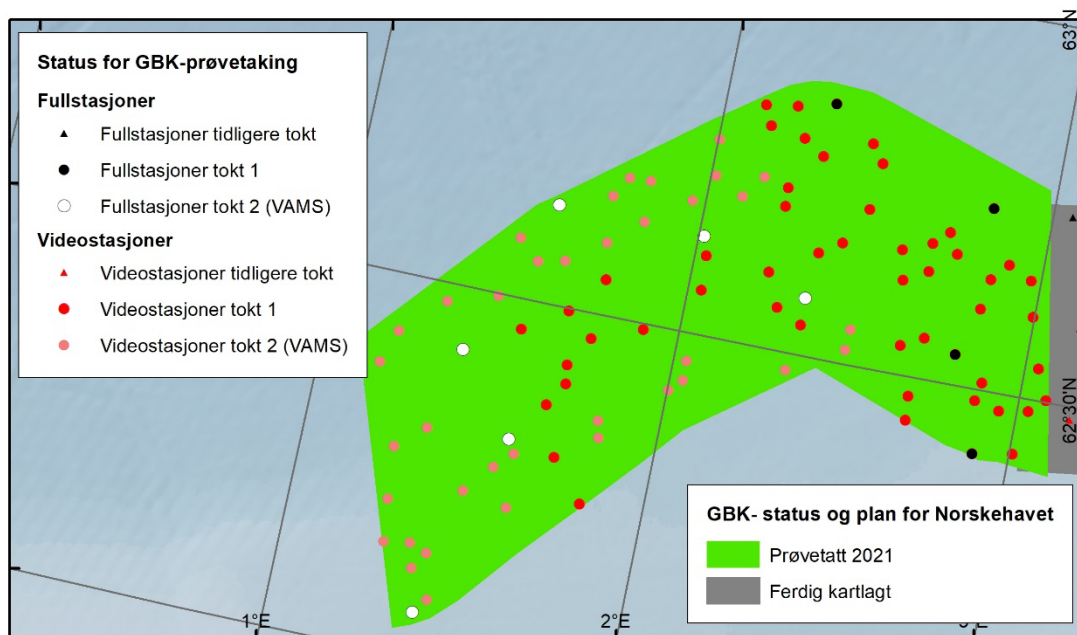 Status for GBK-prøvetaking
Fullstasjoner
Fullstasjoner tidligere tokt
Fullstasjoner tokt 1
Fullstasjoner tokt 2 (VAMS)
Videostasjoner
Videostasjoner tidligere tokt
Videostasjoner tokt 1
Videostasjoner tokt 2 (VAMS)
63°N
62°30'N
GBK- status og plan for Norskehavet
Prøvetatt 2021
Ferdig kartlagt
1°E
2°E